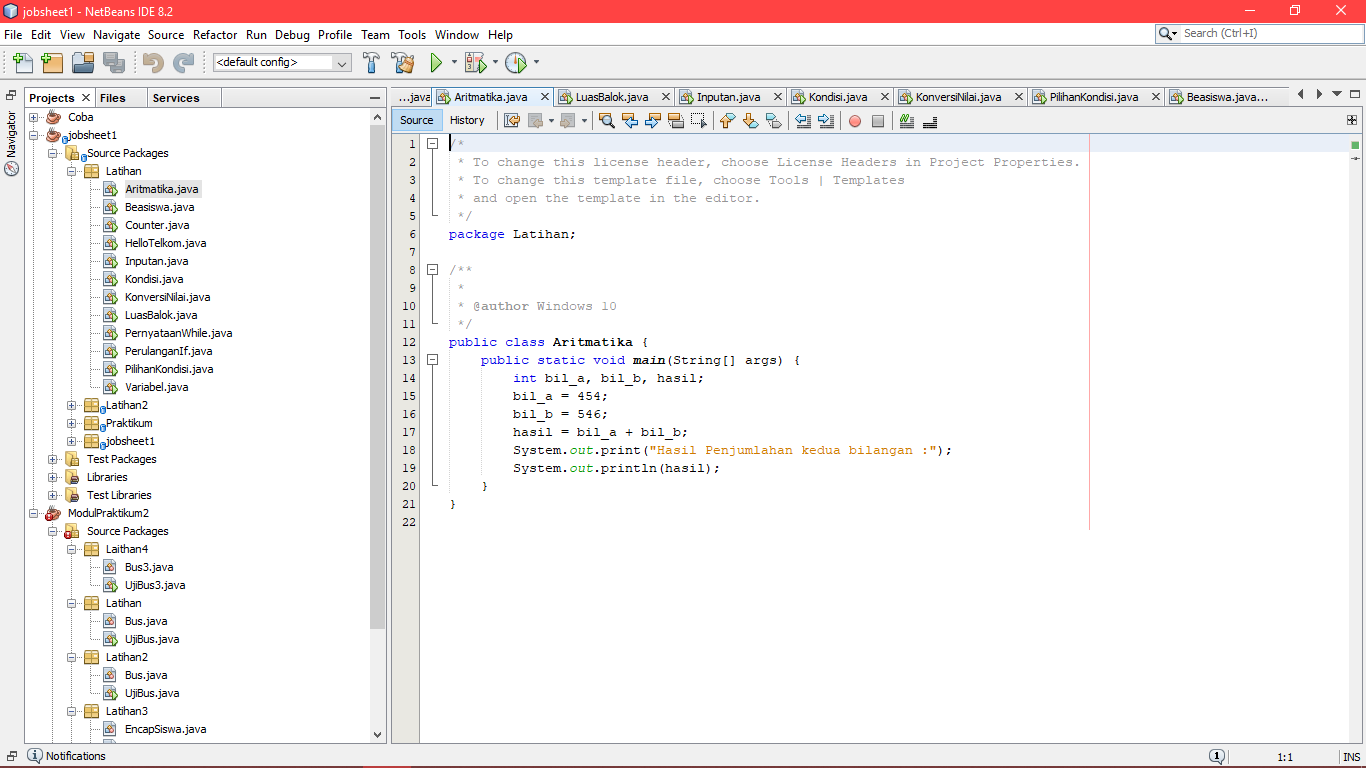 jobsheet1 - NetBeans IDE 8.2
File Edit View Navigate Source Refactor Run Debug Profile Team Tools Window Help
Search (Ctrl+I)
<default config>
Projects Files Services
Navigator
Coba
jobsheet1
Source Packages
Latihan
Aritmatika.java
Beasiswa.java
Counter.java
HelloTelkom.java
Inputan.java
Kondisi.java
KonversiNilai.java
LuasBalok.java
PernyataanWhile.java
PerulanganIf.java
PilihanKondisi.java
Variabel.java
Latihan2
Praktikum
jobsheet1
Test Packages
Libraries
Test Libraries
ModulPraktikum2
Source Packages
Laithan4
Bus3.java
UjiBus3.java
Latihan
Bus.java
UjiBus.java
Latihan2
Bus.java
UjiBus.java
Latihan3
EncapSiswa.java
...java Aritmatika.java LuasBalok.java Inputan.java Kondisi.java KonversiNilai.java PilihanKondisi.java Beasiswa.java...
Source History
1 /*
2 * To change this license header, choose License Headers in Project Properties.
3 * To change this template file, choose Tools | Templates
4 * and open the template in the editor.
5 */
6 package Latihan;
7
8 /**
9 *
10 * @author Windows 10
11 */
12 public class Aritmatika {
13 public static void main(String[] args) {
14 int bil_a, bil_b, hasil;
15 bil_a = 454;
16 bil_b = 546;
17 hasil = bil_a + bil_b;
18 System.out.print("Hasil Penjumlahan kedua bilangan :");
19 System.out.println(hasil);
20 }
21 }
22
Notifications
1
1:1
INS